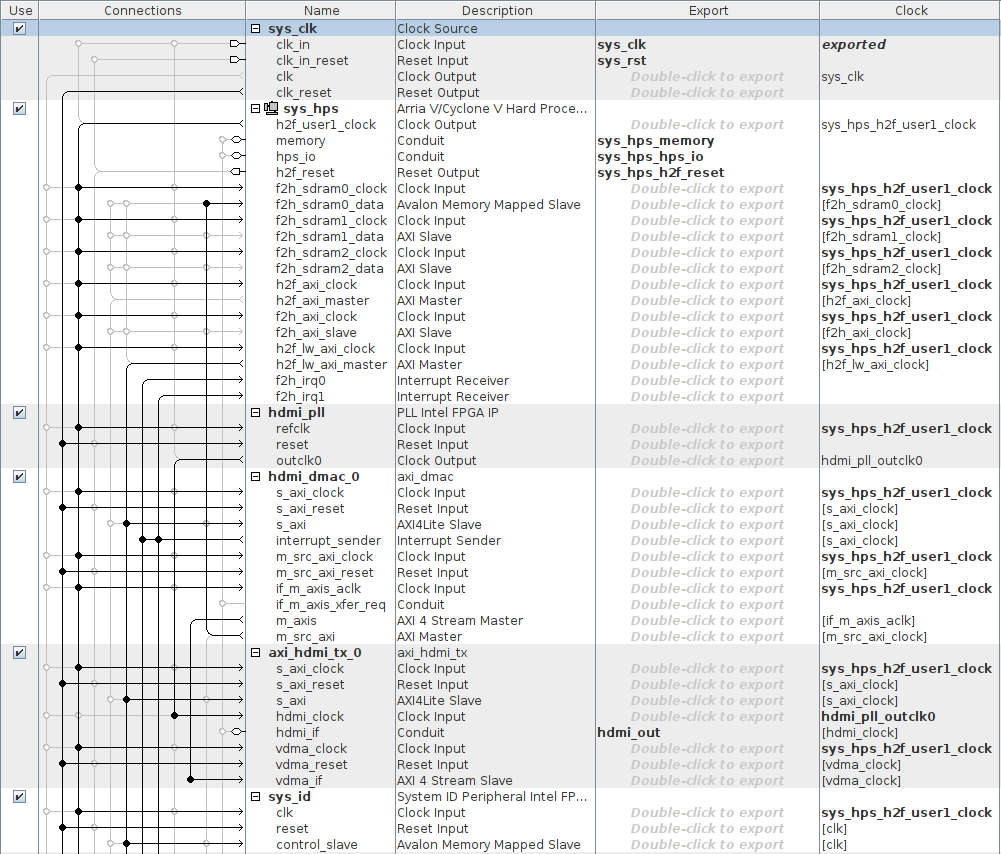 Use Connections Name Description Export Clock
sys_clk Clock Source
clk_in Clock Input sys_clk exported
clk_in_reset Reset Input sys_rst
clk Clock Output Double-click to export sys_clk
clk_reset Reset Output Double-click to export
sys_hps Arria V/Cyclone V Hard Proce...
h2f_user1_clock Clock Output Double-click to export sys_hps_h2f_user1_clock
memory Conduit sys_hps_memory
hps_io Conduit sys_hps_hps_io
h2f_reset Reset Output sys_hps_h2f_reset
f2h_sdram0_clock Clock Input Double-click to export sys_hps_h2f_user1_clock
f2h_sdram0_data Avalon Memory Mapped Slave Double-click to export [f2h_sdram0_clock]
f2h_sdram1_clock Clock Input Double-click to export sys_hps_h2f_user1_clock
f2h_sdram1_data AXI Slave Double-click to export [f2h_sdram1_clock]
f2h_sdram2_clock Clock Input Double-click to export sys_hps_h2f_user1_clock
f2h_sdram2_data AXI Slave Double-click to export [f2h_sdram2_clock]
h2f_axi_clock Clock Input Double-click to export sys_hps_h2f_user1_clock
h2f_axi_master AXI Master Double-click to export [h2f_axi_clock]
f2h_axi_clock Clock Input Double-click to export sys_hps_h2f_user1_clock
f2h_axi_slave AXI Slave Double-click to export [f2h_axi_clock]
h2f_lw_axi_clock Clock Input Double-click to export sys_hps_h2f_user1_clock
h2f_lw_axi_master AXI Master Double-click to export [h2f_lw_axi_clock]
f2h_irq0 Interrupt Receiver Double-click to export
f2h_irq1 Interrupt Receiver Double-click to export
hdmi_pll PLL Intel FPGA IP
refclk Clock Input Double-click to export sys_hps_h2f_user1_clock
reset Reset Input Double-click to export
outclk0 Clock Output Double-click to export hdmi_pll_outclk0
hdmi_dmac_0 axi_dmac
s_axi_clock Clock Input Double-click to export sys_hps_h2f_user1_clock
s_axi_reset Reset Input Double-click to export [s_axi_clock]
s_axi AXI4Lite Slave Double-click to export [s_axi_clock]
interrupt_sender Interrupt Sender Double-click to export [s_axi_clock]
m_src_axi_clock Clock Input Double-click to export sys_hps_h2f_user1_clock
m_src_axi_reset Reset Input Double-click to export [m_src_axi_clock]
if_m_axis_aclk Clock Input Double-click to export sys_hps_h2f_user1_clock
if_m_axis_xfer_req Conduit Double-click to export
m_axis AXI 4 Stream Master Double-click to export [if_m_axis_aclk]
m_src_axi AXI Master Double-click to export [m_src_axi_clock]
axi_hdmi_tx_0 axi_hdmi_tx
s_axi_clock Clock Input Double-click to export sys_hps_h2f_user1_clock
s_axi_reset Reset Input Double-click to export [s_axi_clock]
s_axi AXI4Lite Slave Double-click to export [s_axi_clock]
hdmi_clock Clock Input Double-click to export hdmi_pll_outclk0
hdmi_if Conduit hdmi_out [hdmi_clock]
vdma_clock Clock Input Double-click to export sys_hps_h2f_user1_clock
vdma_reset Reset Input Double-click to export [vdma_clock]
vdma_if AXI 4 Stream Slave Double-click to export [vdma_clock]
sys_id System ID Peripheral Intel FP...
clk Clock Input Double-click to export sys_hps_h2f_user1_clock
reset Reset Input Double-click to export [clk]
control_slave Avalon Memory Mapped Slave Double-click to export [clk]